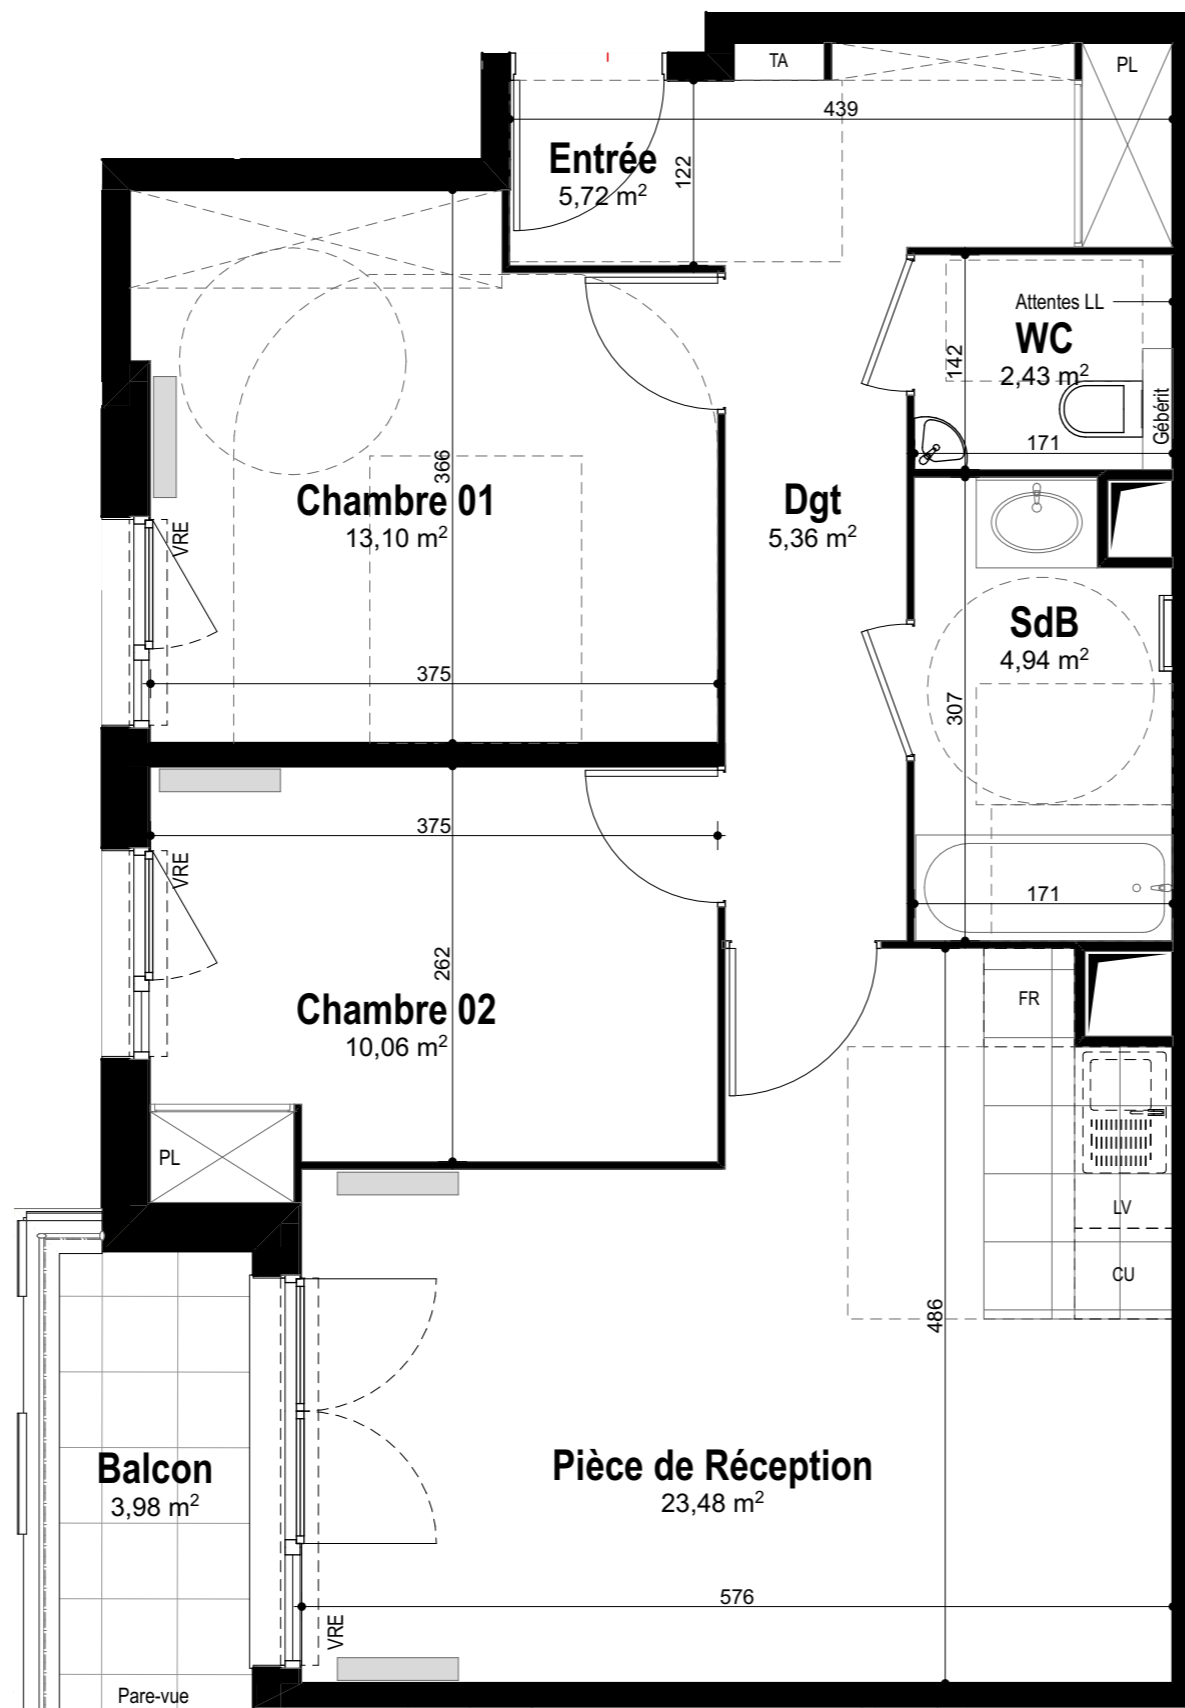 TA
PL
439
Entrée
5,72 m²
122
Attentes LL
WC
2,43 m²
142
Gébérit
171
366
Chambre 01
13,10 m²
VRE
375
Dgt
5,36 m²
SdB
4,94 m²
307
171
375
VRE
262
Chambre 02
10,06 m²
PL
FR
LV
CU
486
Balcon
3,98 m²
Pièce de Réception
23,48 m²
576
VRE
Pare-vue